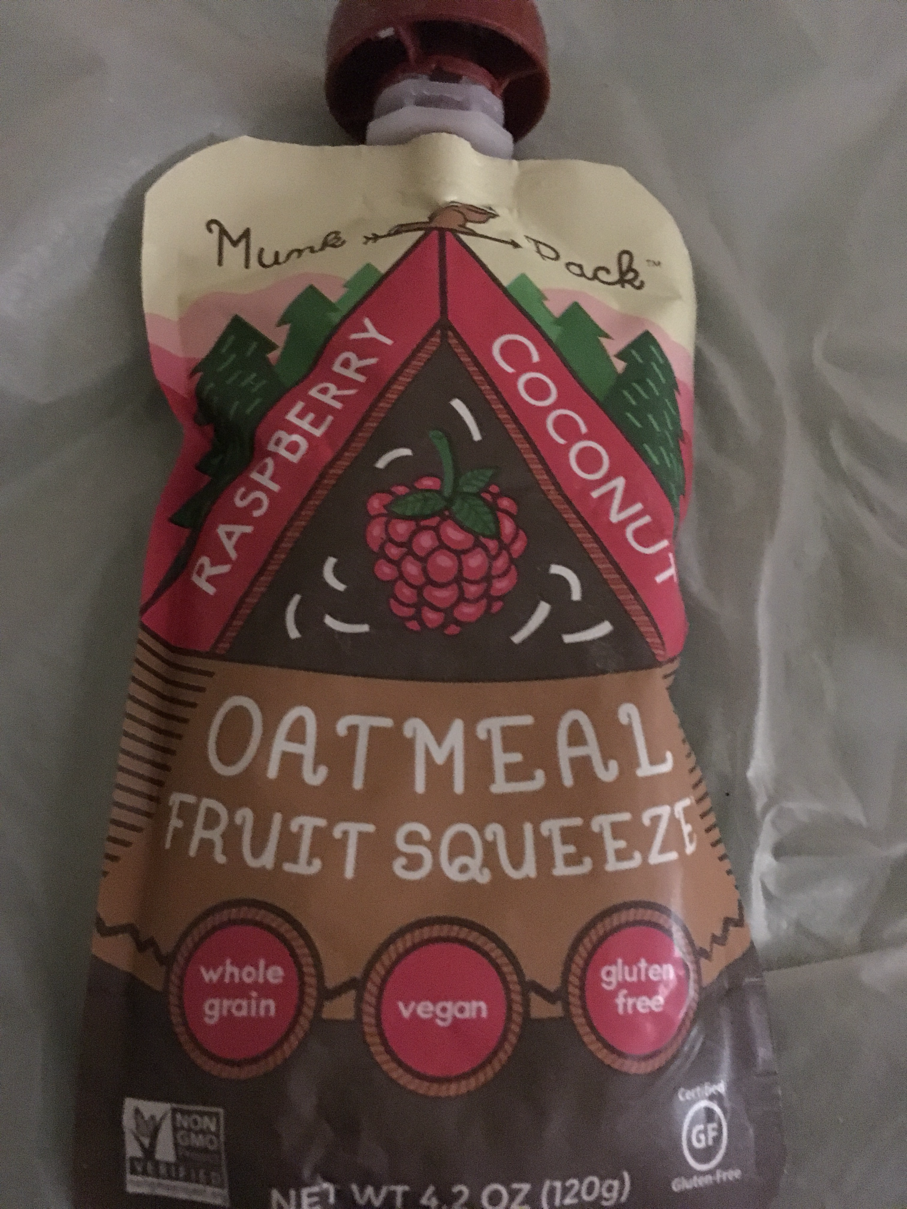 Munk Pack™
RASPBERRY
COCONUT
OATMEAL
FRUIT SQUEEZE
whole
grain
vegan
gluten
free
NON
GMO
VERIFIED
Certified
GF
Gluten-Free
NET WT 4.2 OZ (120g)